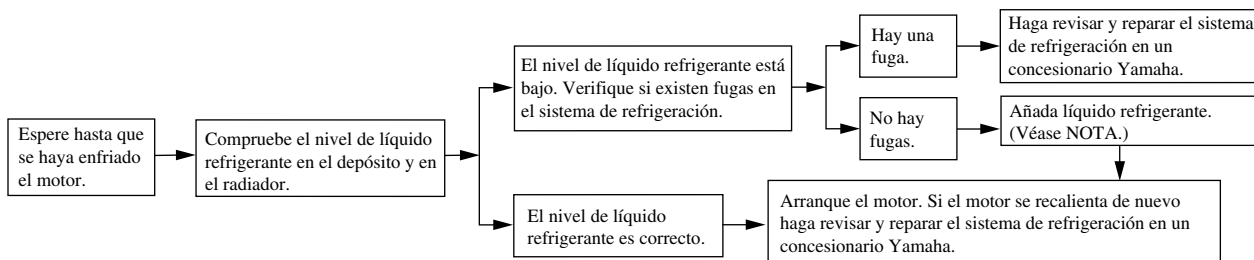 Espere hasta que
se haya enfriado
el motor.
Compruebe el nivel de líquido
refrigerante en el depósito y en
el radiador.
El nivel de líquido refrigerante está
bajo. Verifique si existen fugas en
el sistema de refrigeración.
Hay una
fuga.
Haga revisar y reparar el sistema
de refrigeración en un
concesionario Yamaha.
No hay
fugas.
Añada líquido refrigerante.
(Véase NOTA.)
El nivel de líquido
refrigerante es correcto.
Arranque el motor. Si el motor se recalienta de nuevo
haga revisar y reparar el sistema de refrigeración en un
concesionario Yamaha.